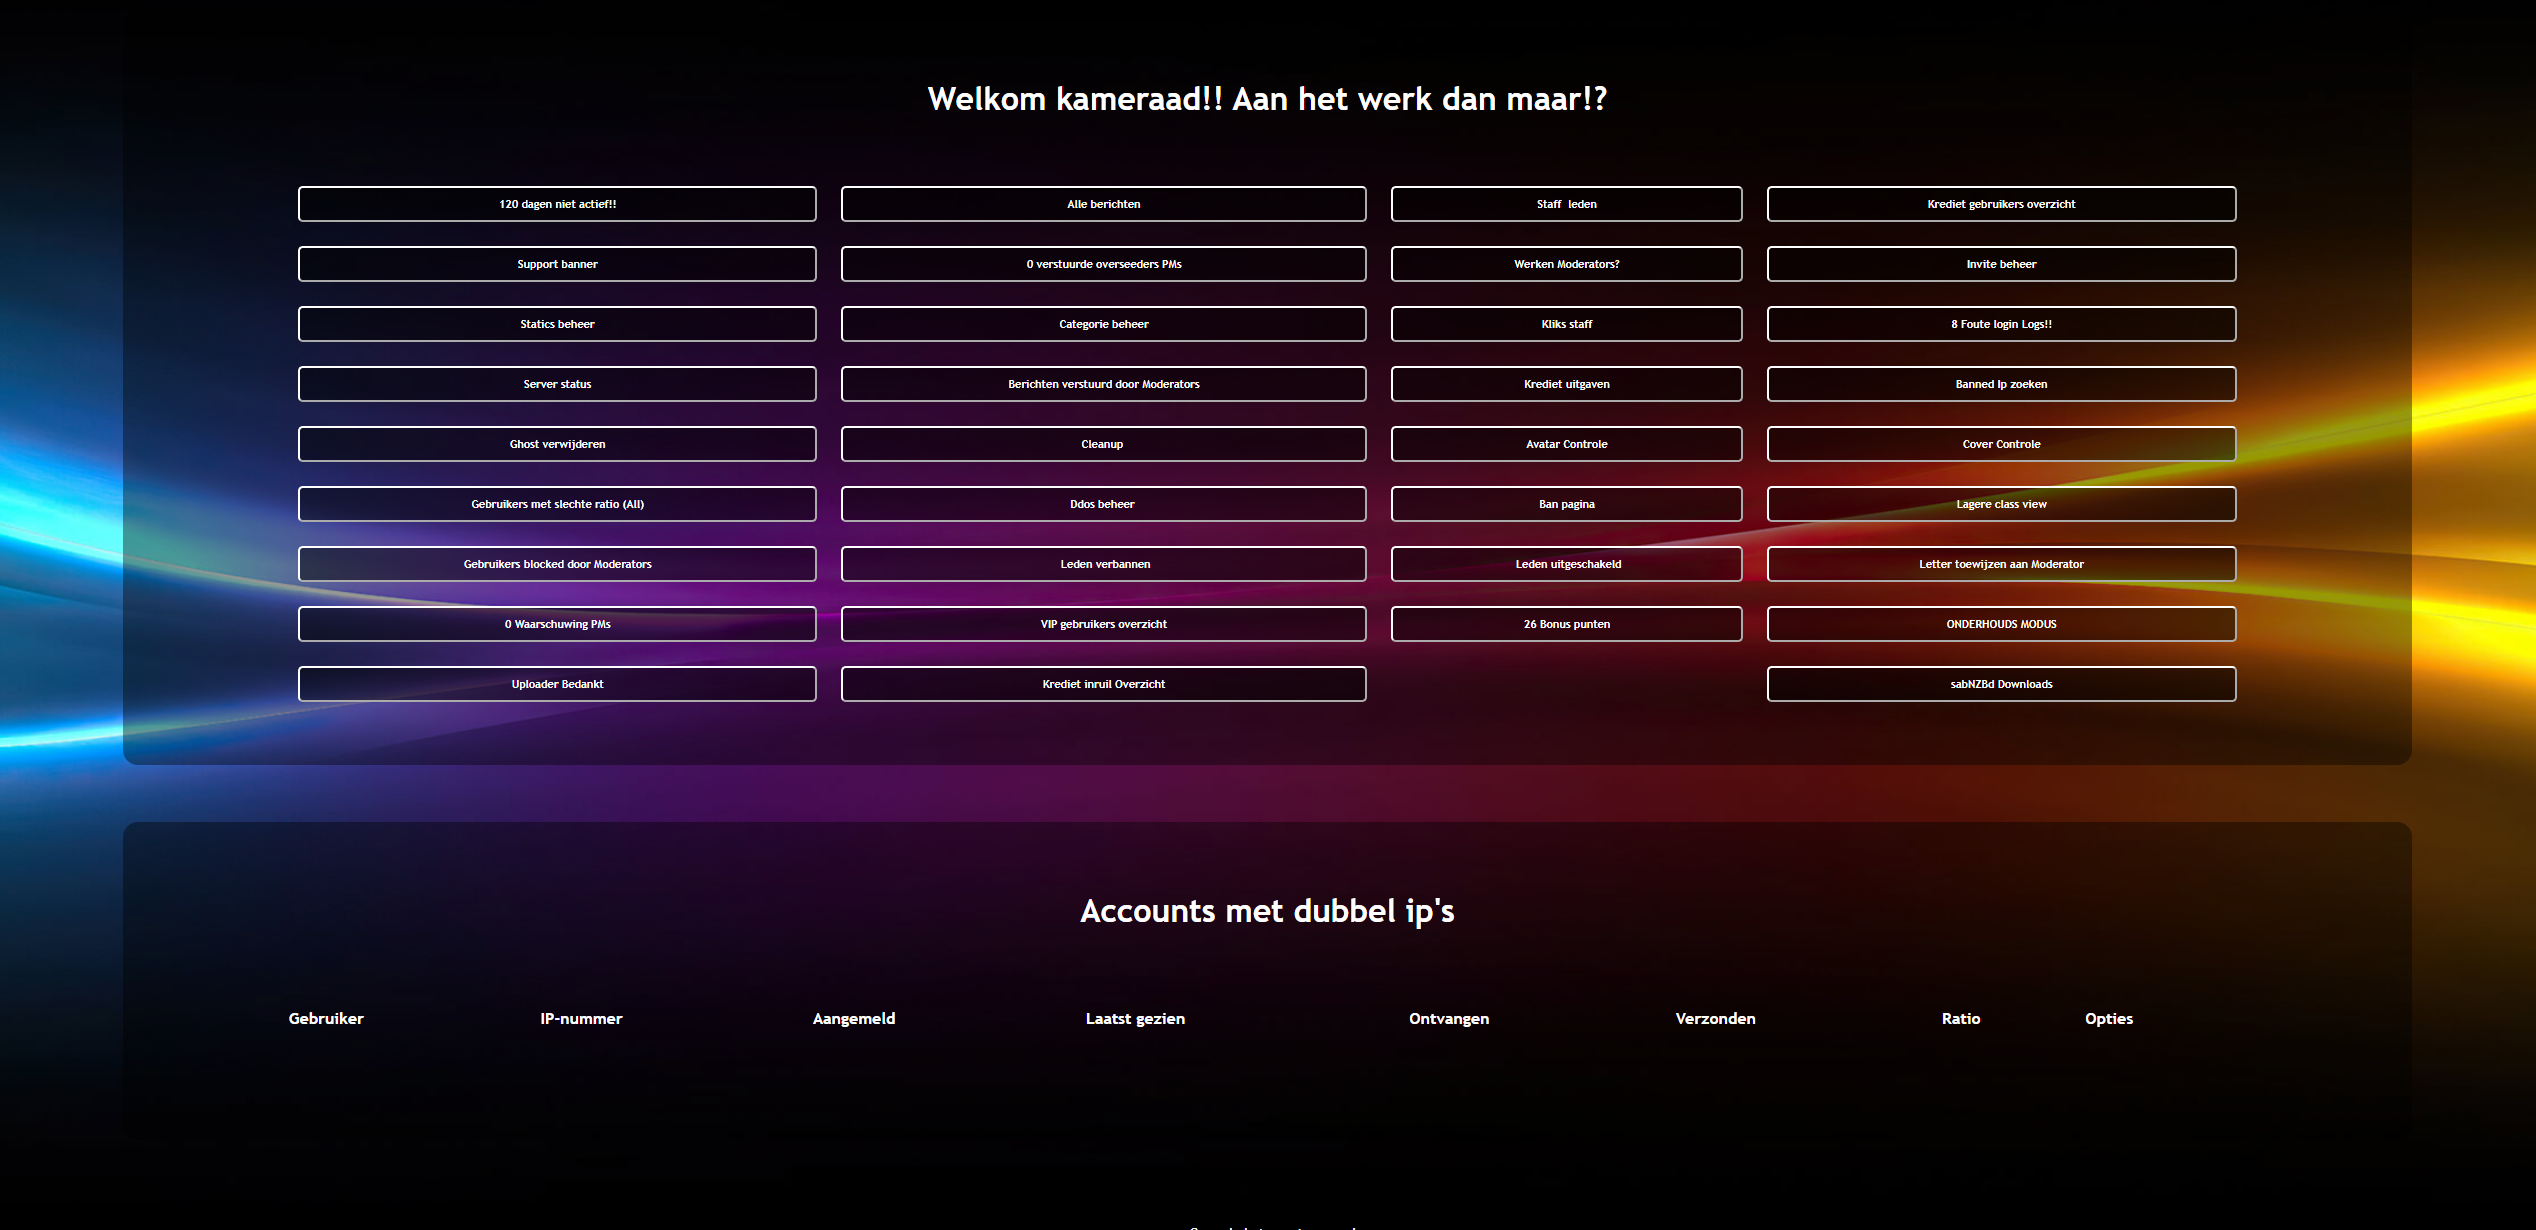 Welkom kameraad!! Aan het werk dan maar!?
120 dagen niet actief!!
Alle berichten
Staff leden
Krediet gebruikers overzicht
Support banner
0 verstuurde overseeders PMs
Werken Moderators?
Invite beheer
Statics beheer
Categorie beheer
Kliks staff
8 Foute login Logs!!
Server status
Berichten verstuurd door Moderators
Krediet uitgaven
Banned Ip zoeken
Ghost verwijderen
Cleanup
Avatar Controle
Cover Controle
Gebruikers met slechte ratio (All)
Ddos beheer
Ban pagina
Lagere class view
Gebruikers blocked door Moderators
Leden verbannen
Leden uitgeschakeld
Letter toewijzen aan Moderator
0 Waarschuwing PMs
VIP gebruikers overzicht
26 Bonus punten
ONDERHOUDS MODUS
Uploader Bedankt
Krediet inruil Overzicht
sabNZBd Downloads
Accounts met dubbel ip's
Gebruiker IP-nummer Aangemeld Laatst gezien Ontvangen Verzonden Ratio Opties